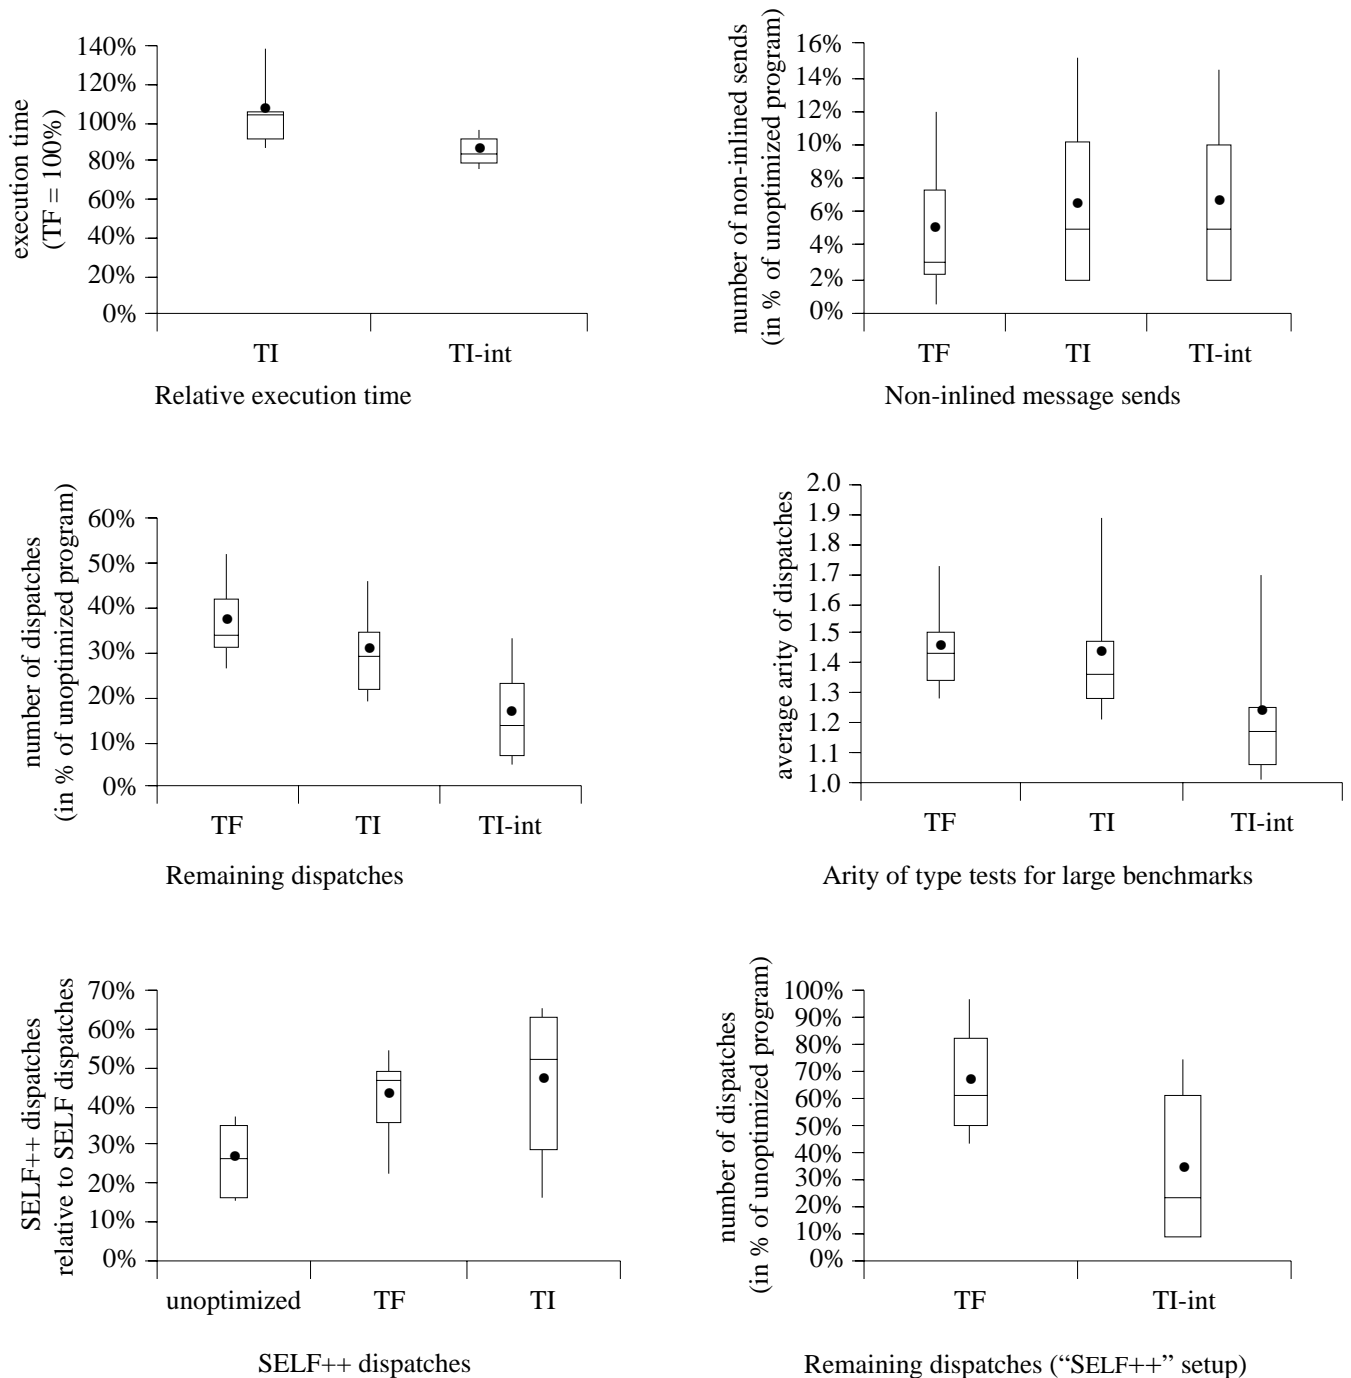 execution time
(TF = 100%)
140%
120%
100%
80%
60%
40%
20%
0%
TI
TI-int
Relative execution time
number of non-inlined sends
(in % of unoptimized program)
16%
14%
12%
10%
8%
6%
4%
2%
0%
TF
TI
TI-int
Non-inlined message sends
number of dispatches
(in % of unoptimized program)
60%
50%
40%
30%
20%
10%
0%
TF
TI
TI-int
Remaining dispatches
average arity of dispatches
2.0
1.9
1.8
1.7
1.6
1.5
1.4
1.3
1.2
1.1
1.0
TF
TI
TI-int
Arity of type tests for large benchmarks
SELF++ dispatches
relative to SELF dispatches
70%
60%
50%
40%
30%
20%
10%
0%
unoptimized
TF
TI
SELF++ dispatches
number of dispatches
(in % of unoptimized program)
100%
90%
80%
70%
60%
50%
40%
30%
20%
10%
0%
TF
TI-int
Remaining dispatches (“SELF++” setup)